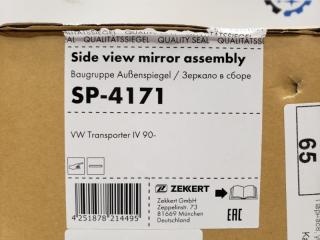 QUALITÄTSSIEGEL QUALITY SEAL QUALITÄTSSIEGEL
Side view mirror assembly
Baugruppe Außenspiegel / Зеркало в сборе
SP-4171
VW Transporter IV 90-
ZEKKERT
Zekkert GmbH
Zeppelinstr. 73
81669 München
Deutschland
EAC
4 251878 214495
65